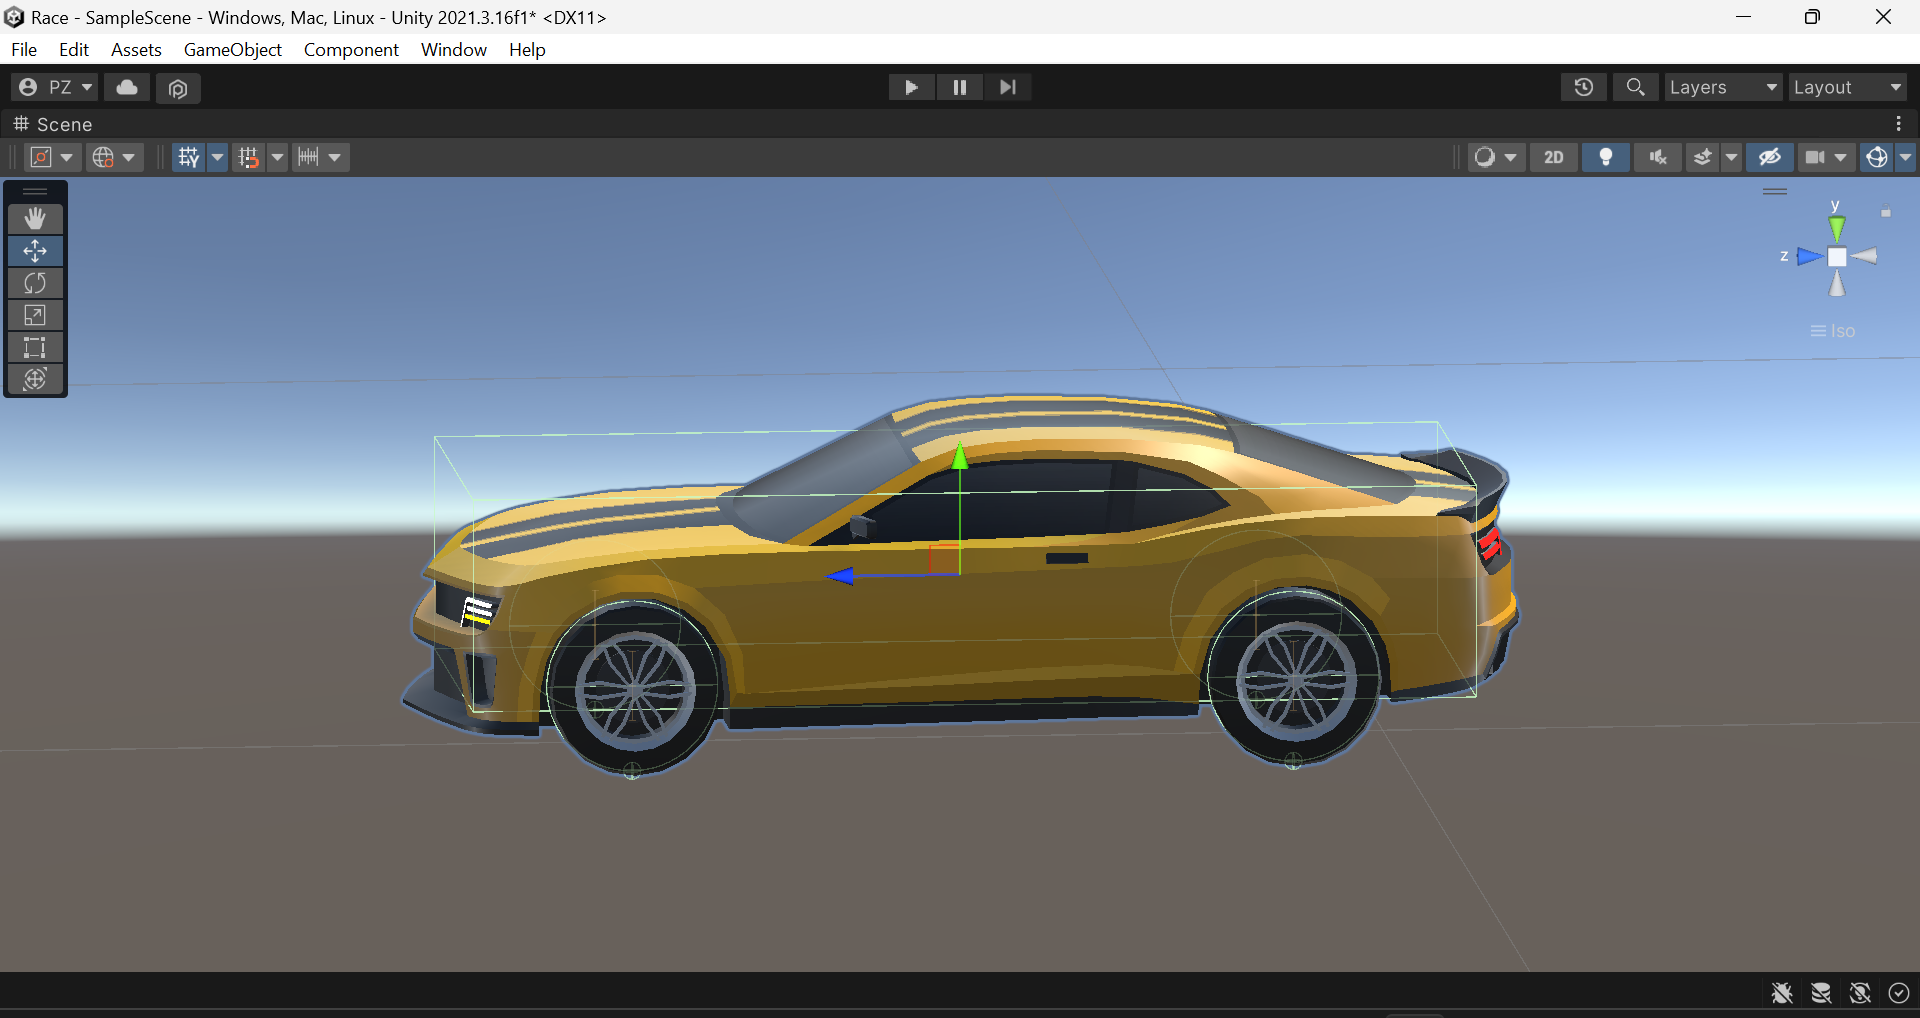 Race - SampleScene - Windows, Mac, Linux - Unity 2021.3.16f1* <DX11>
File Edit Assets GameObject Component Window Help
PZ Layers Layout
Scene
2D
y
z
Iso